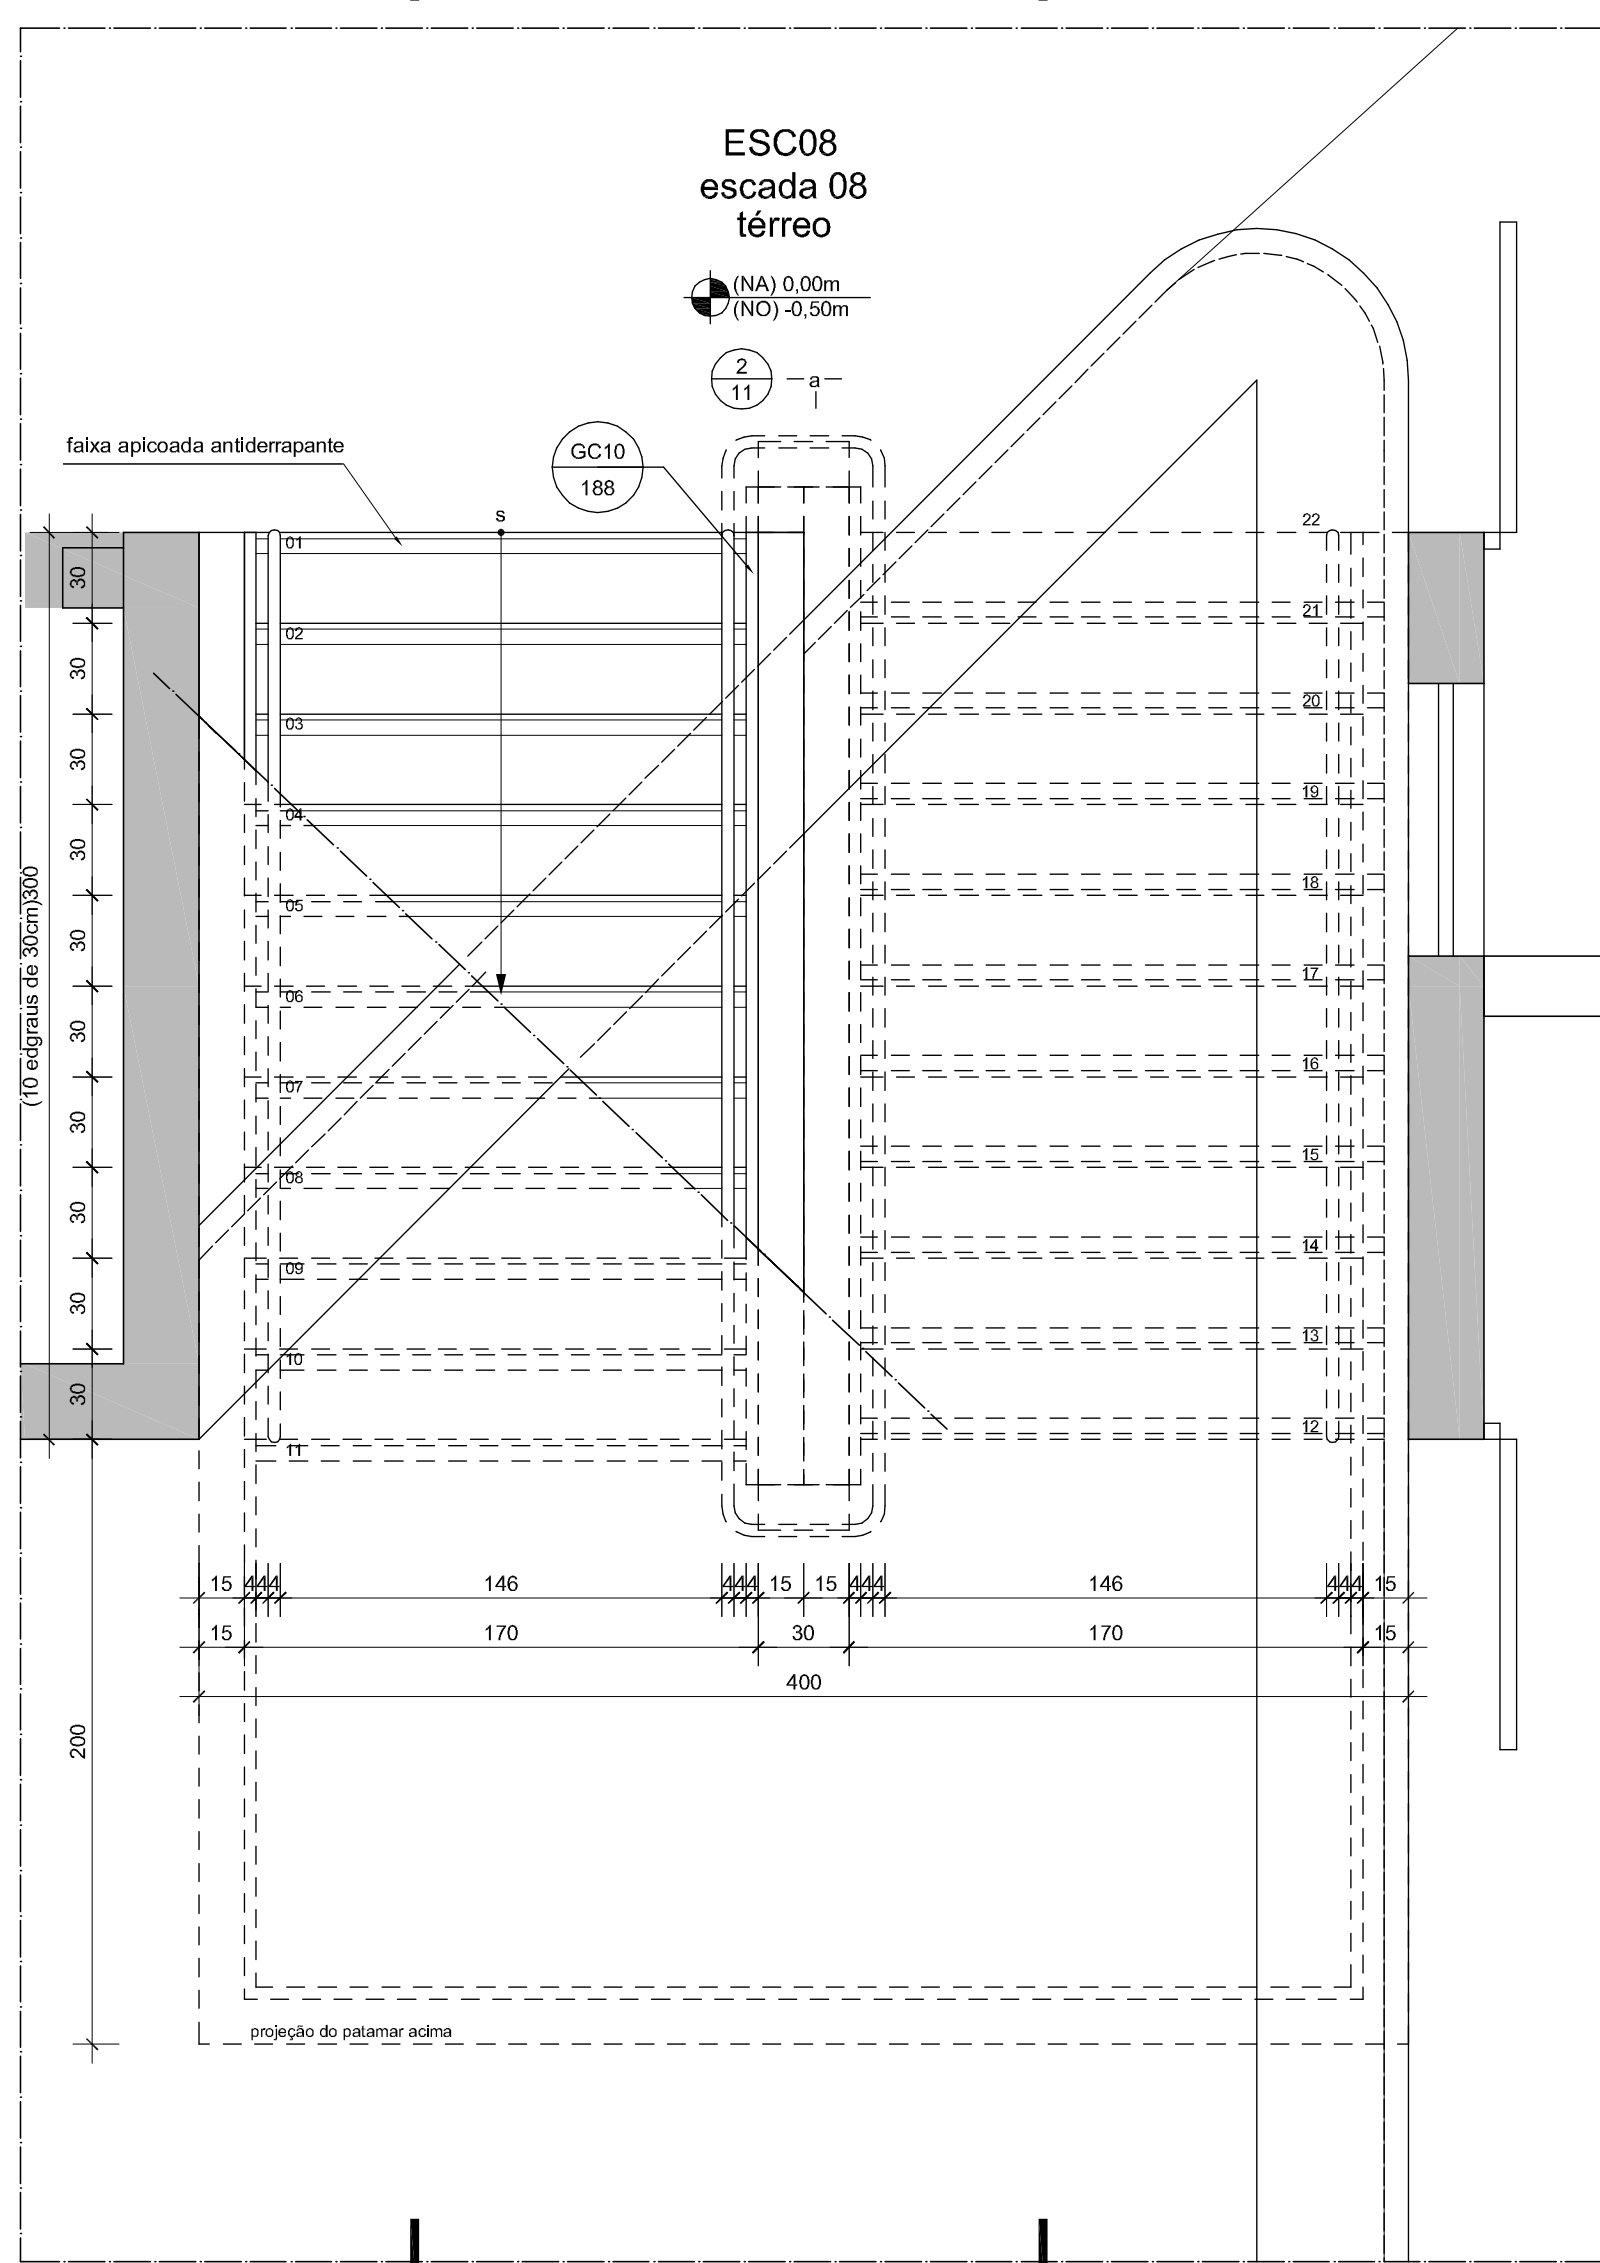 ESC08
escada 08
térreo
(NA) 0,00m
(NO) -0,50m
2
11
a
faixa apicoada antiderrapante
GC10
188
s
22
01
30
21
02
30
20
03
30
19
04
30
18
05
30
17
06
30
(10 edgraus de 30cm)300
16
07
30
15
08
30
14
09
30
13
10
30
12
11
15 4 4 4 146 4 4 4 15 15 4 4 4 146 4 4 4 15
15 170 30 170 15
400
200
projeção do patamar acima